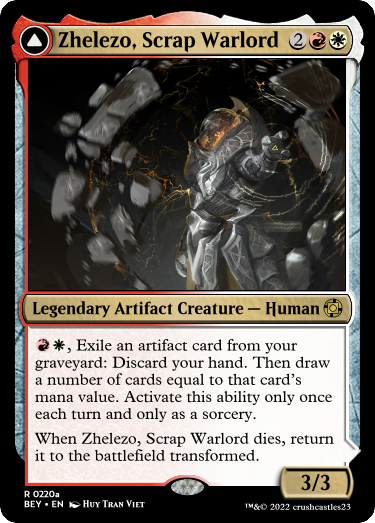 Zhelezo, Scrap Warlord 2
Legendary Artifact Creature — Human
, Exile an artifact card from your
graveyard: Discard your hand. Then draw
a number of cards equal to that card's
mana value. Activate this ability only once
each turn and only as a sorcery.
When Zhelezo, Scrap Warlord dies, return
it to the battlefield transformed.
3/3
R 0220a
BEY • EN Huy Tran Viet
™&© 2022 crushcastles23